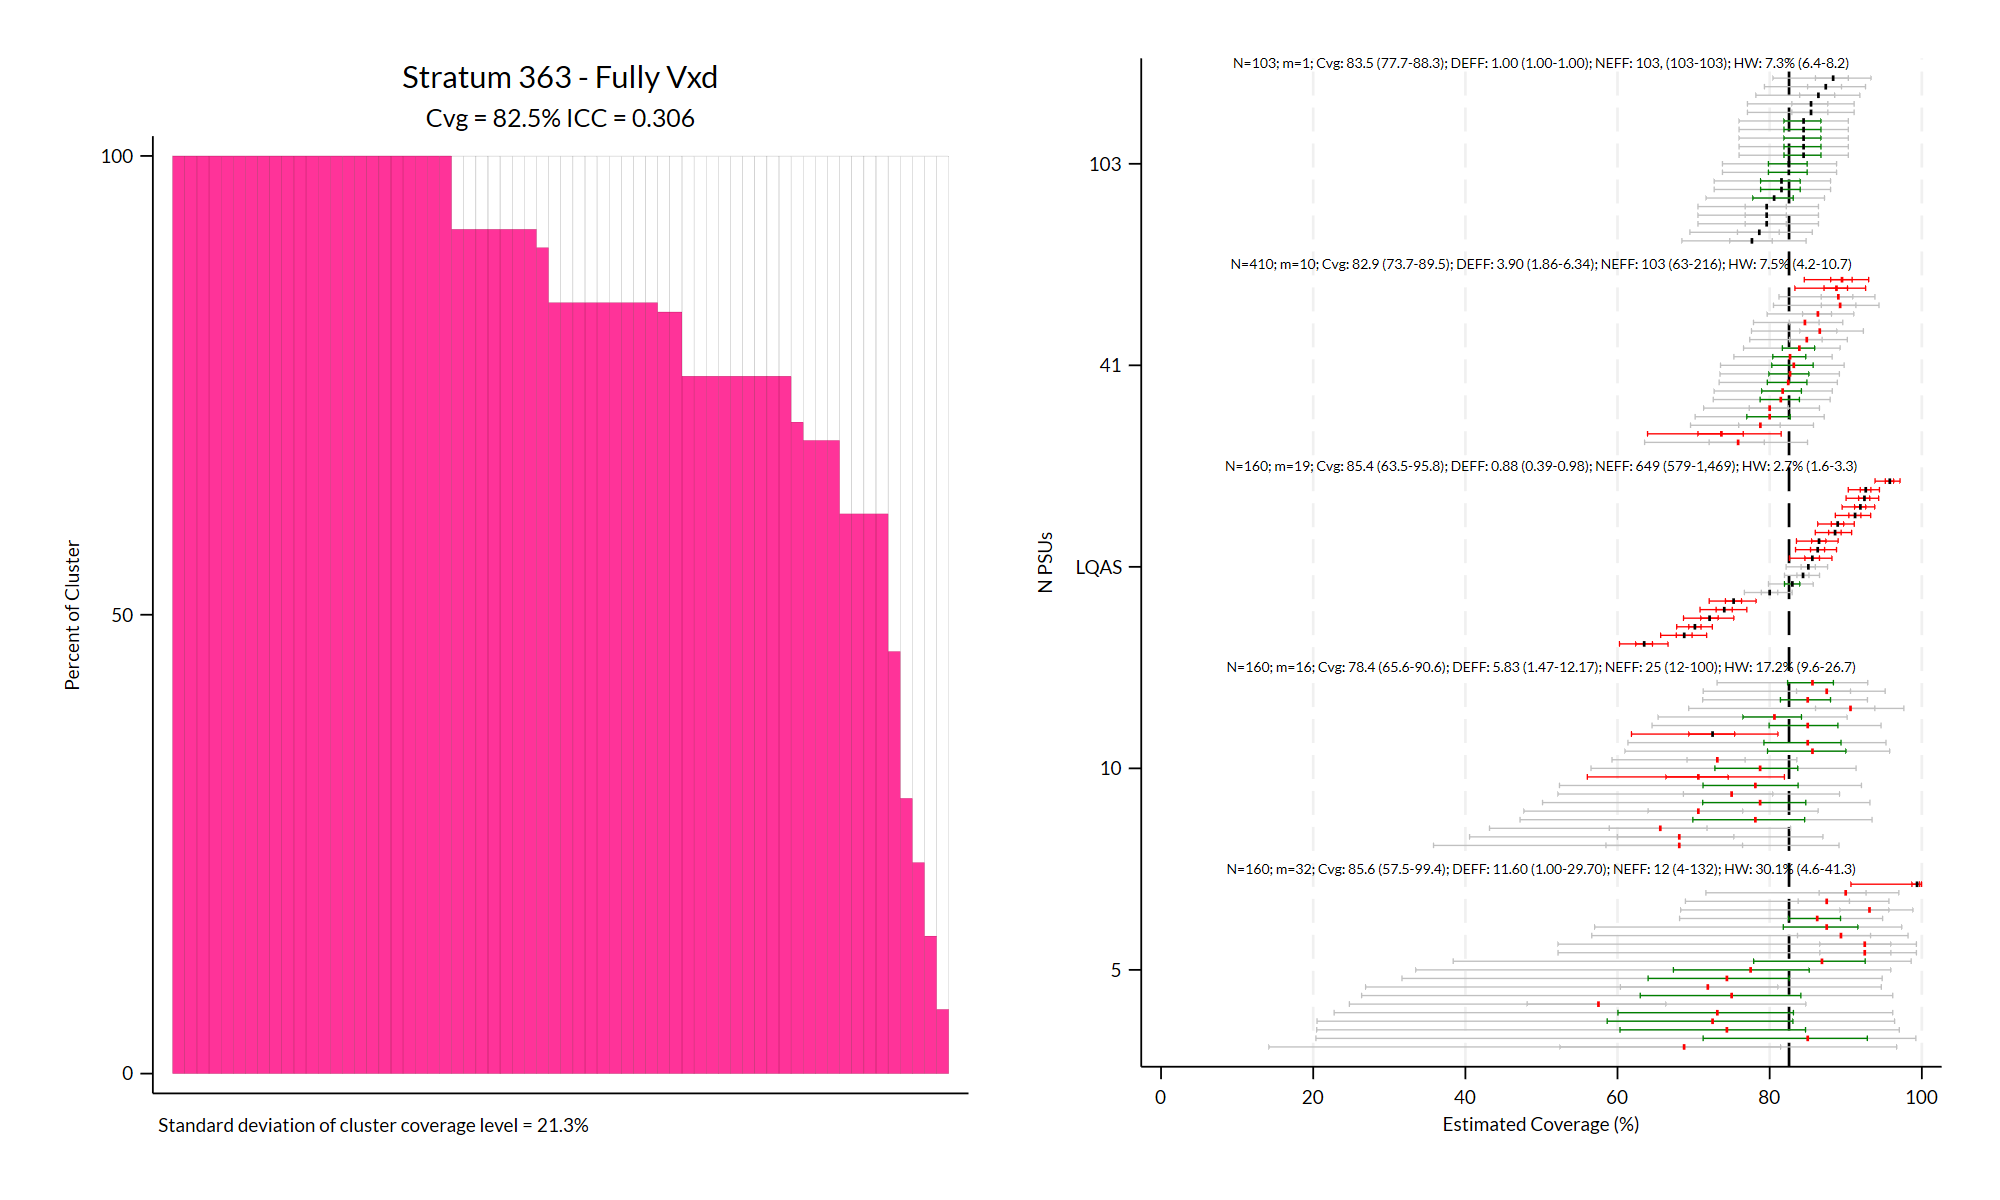 Stratum 363 - Fully Vxd
Cvg = 82.5% ICC = 0.306
100
50
0
Percent of Cluster
Standard deviation of cluster coverage level = 21.3%
N=103; m=1; Cvg: 83.5 (77.7-88.3); DEFF: 1.00 (1.00-1.00); NEFF: 103, (103-103); HW: 7.3% (6.4-8.2)
103
N=410; m=10; Cvg: 82.9 (73.7-89.5); DEFF: 3.90 (1.86-6.34); NEFF: 103 (63-216); HW: 7.5% (4.2-10.7)
41
N=160; m=19; Cvg: 85.4 (63.5-95.8); DEFF: 0.88 (0.39-0.98); NEFF: 649 (579-1,469); HW: 2.7% (1.6-3.3)
LQAS
N=160; m=16; Cvg: 78.4 (65.6-90.6); DEFF: 5.83 (1.47-12.17); NEFF: 25 (12-100); HW: 17.2% (9.6-26.7)
10
N=160; m=32; Cvg: 85.6 (57.5-99.4); DEFF: 11.60 (1.00-29.70); NEFF: 12 (4-132); HW: 30.1% (4.6-41.3)
5
N PSUs
0 20 40 60 80 100
Estimated Coverage (%)